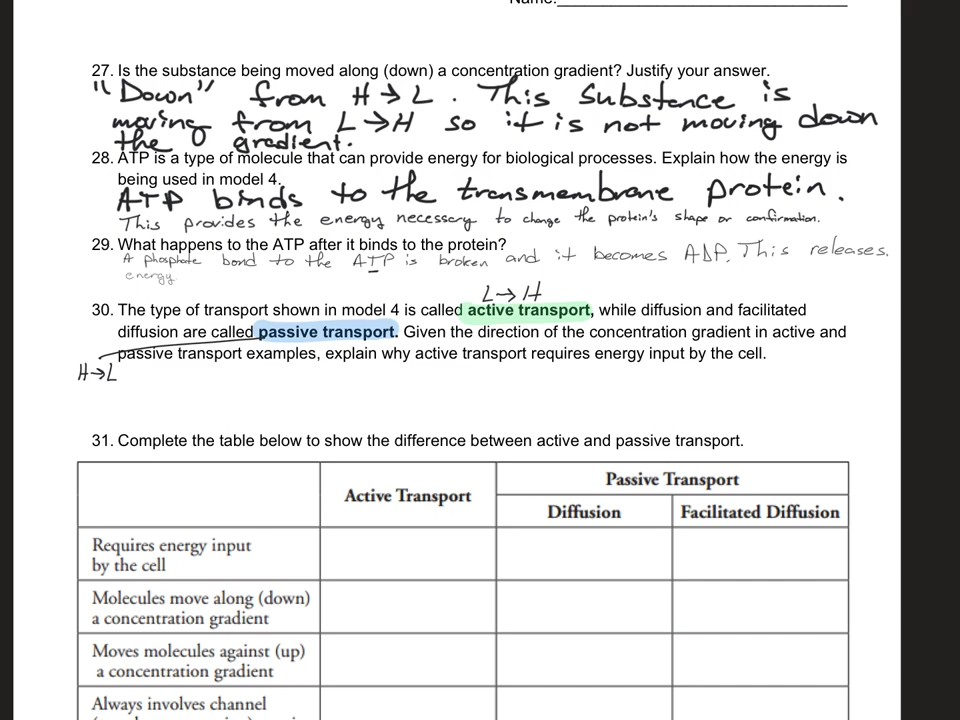 Name:
27. Is the substance being moved along (down) a concentration gradient? Justify your answer.
"Down" from H → L. This substance is
moving from L → H so it is not moving down
the gradient.
28. ATP is a type of molecule that can provide energy for biological processes. Explain how the energy is
being used in model 4.
ATP binds to the transmembrane protein.
This provides the energy necessary to change the protein's shape or confirmation.
29. What happens to the ATP after it binds to the protein?
A phosphate bond to the ATP is broken and it becomes ADP. This releases.
energy
L → H
30. The type of transport shown in model 4 is called active transport, while diffusion and facilitated
diffusion are called passive transport. Given the direction of the concentration gradient in active and
passive transport examples, explain why active transport requires energy input by the cell.
H → L
31. Complete the table below to show the difference between active and passive transport.
Passive Transport
Active Transport
Diffusion Facilitated Diffusion
Requires energy input
by the cell
Molecules move along (down)
a concentration gradient
Moves molecules against (up)
a concentration gradient
Always involves channel